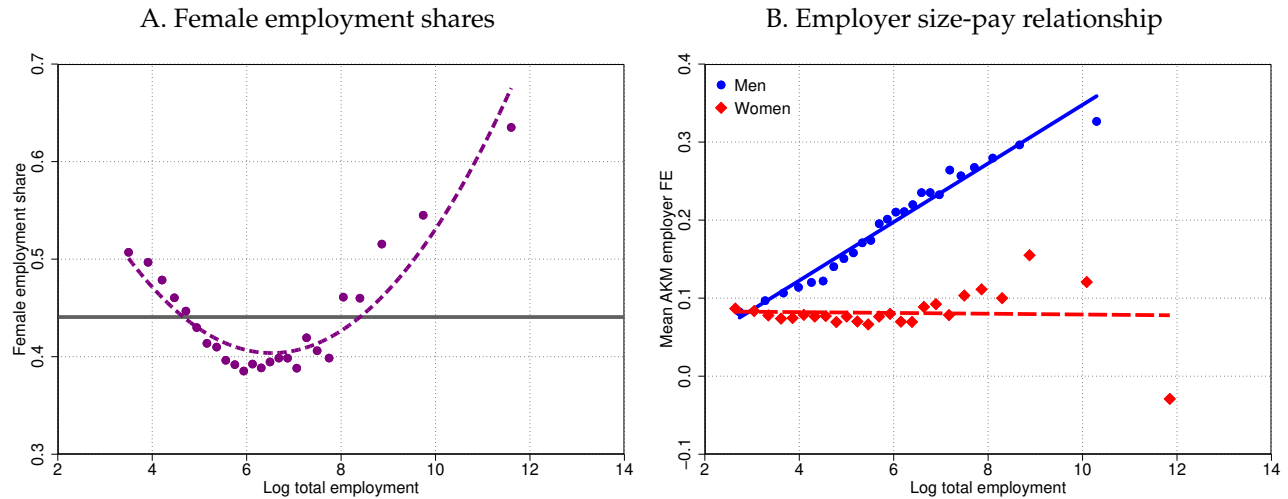 A. Female employment shares
0.7
0.6
0.5
0.4
0.3
Female employment share
2 4 6 8 10 12 14
Log total employment
B. Employer size-pay relationship
Men
Women
0.4
0.3
0.2
0.1
0.0
−0.1
Mean AKM employer FE
2 4 6 8 10 12 14
Log total employment